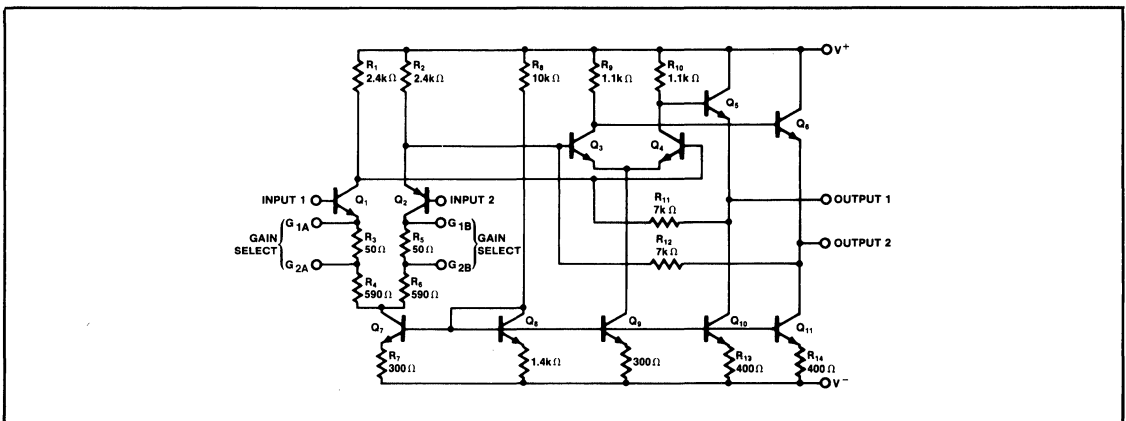 V+
R1
2.4kΩ
R2
2.4kΩ
R8
10kΩ
R9
1.1kΩ
R10
1.1kΩ
Q5
Q6
Q3
Q4
INPUT 1
Q1
Q2
INPUT 2
R11
7kΩ
OUTPUT 1
G1A
G1B
GAIN
SELECT
R3
50Ω
R5
50Ω
GAIN
SELECT
R12
7kΩ
OUTPUT 2
G2A
G2B
R4
590Ω
R6
590Ω
Q7
Q8
Q9
Q10
Q11
R7
300Ω
1.4kΩ
300Ω
R13
400Ω
R14
400Ω
V-